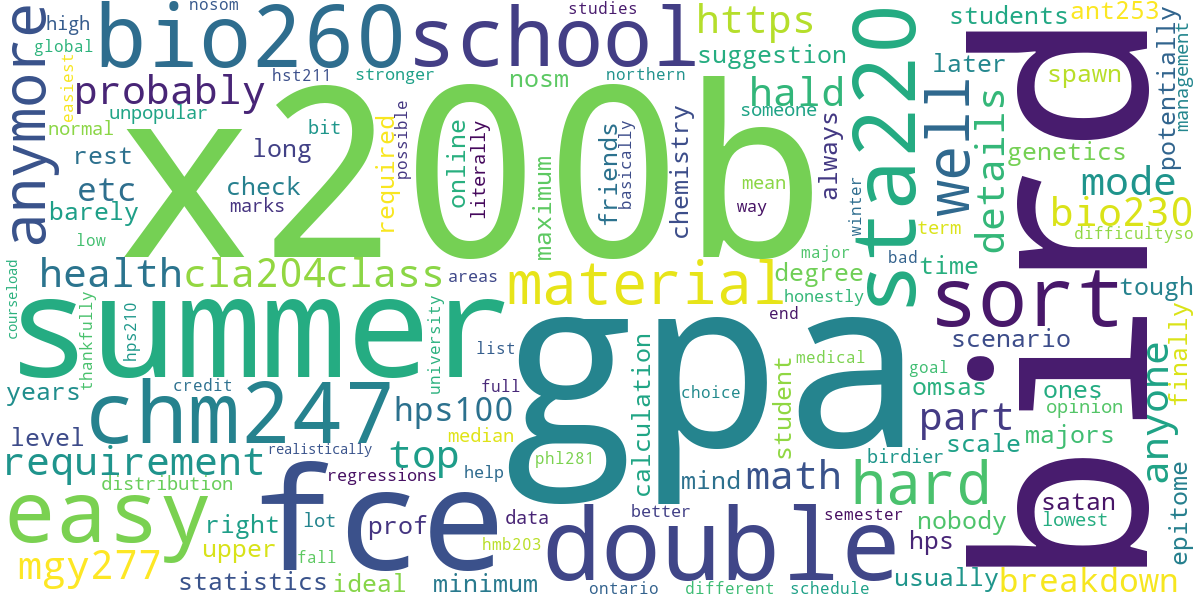 nosom
studies
high
anymore
global
easiest
bio260
school
https
students
ant253
suggestion
later
potentially
management
bird
sta220
probably
hst211
stronger
nosm
northern
hald
spawn
unpopular
normal
bit
required
possible
x200b
someone
well
details
rest
long
online
literally
friends
basically
chemistry
always
genetics
etc
check
maximum
mean
mode
barely
marks
way
winter
term
bio230
difficultyso
low
major
bad
time
health
cla204class
areas
material
degree
honestly
tough
courseload
summer
thankfully
hps210
university
gpa
end
sort
scenario
finally
list
calculation
student
medical
goal
years
credit
full
choice
omsas
ones
anyone
chm247
hps100
opinion
level
median
part
majors
requirement
realistically
top
phl281
scale
distribution
regressions
help
mind
math
birdier
hard
epitome
easy
fce
right
lot
prof
data
double
better
semester
nobody
satan
lowest
mgy277
upper
fall
hmb203
hps
statistics
ideal
minimum
ontario
different
schedule
usually
breakdown